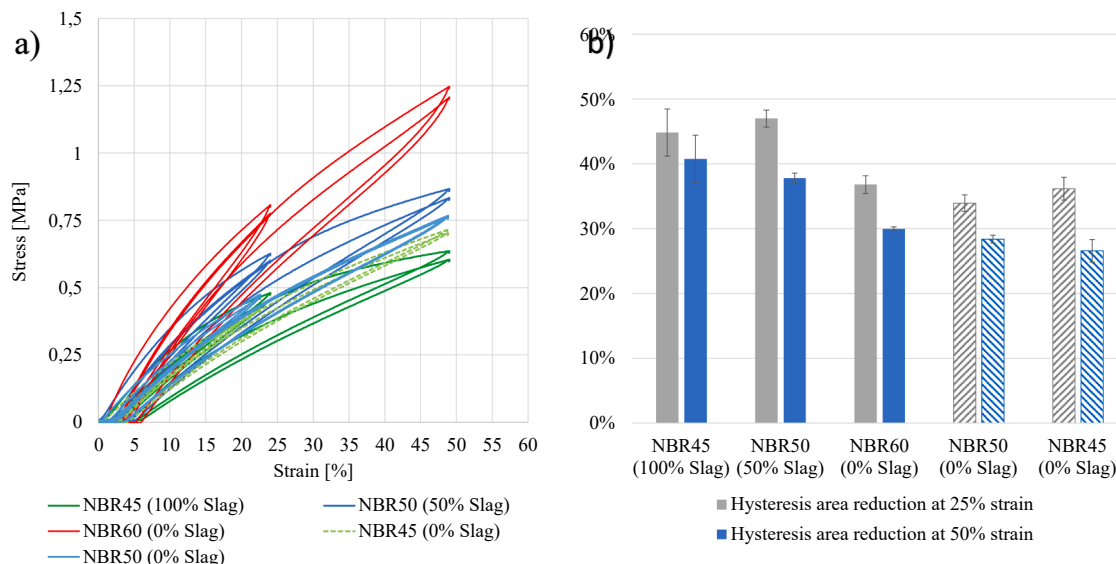 a)
Stress [MPa]
1,5
1,25
1
0,75
0,5
0,25
0
0 5 10 15 20 25 30 35 40 45 50 55 60
Strain [%]
NBR45 (100% Slag)
NBR50 (50% Slag)
NBR60 (0% Slag)
NBR45 (0% Slag)
NBR50 (0% Slag)
b)
60%
50%
40%
30%
20%
10%
0%
NBR45 NBR50 NBR60 NBR50 NBR45
(100% Slag) (50% Slag) (0% Slag) (0% Slag) (0% Slag)
Hysteresis area reduction at 25% strain
Hysteresis area reduction at 50% strain